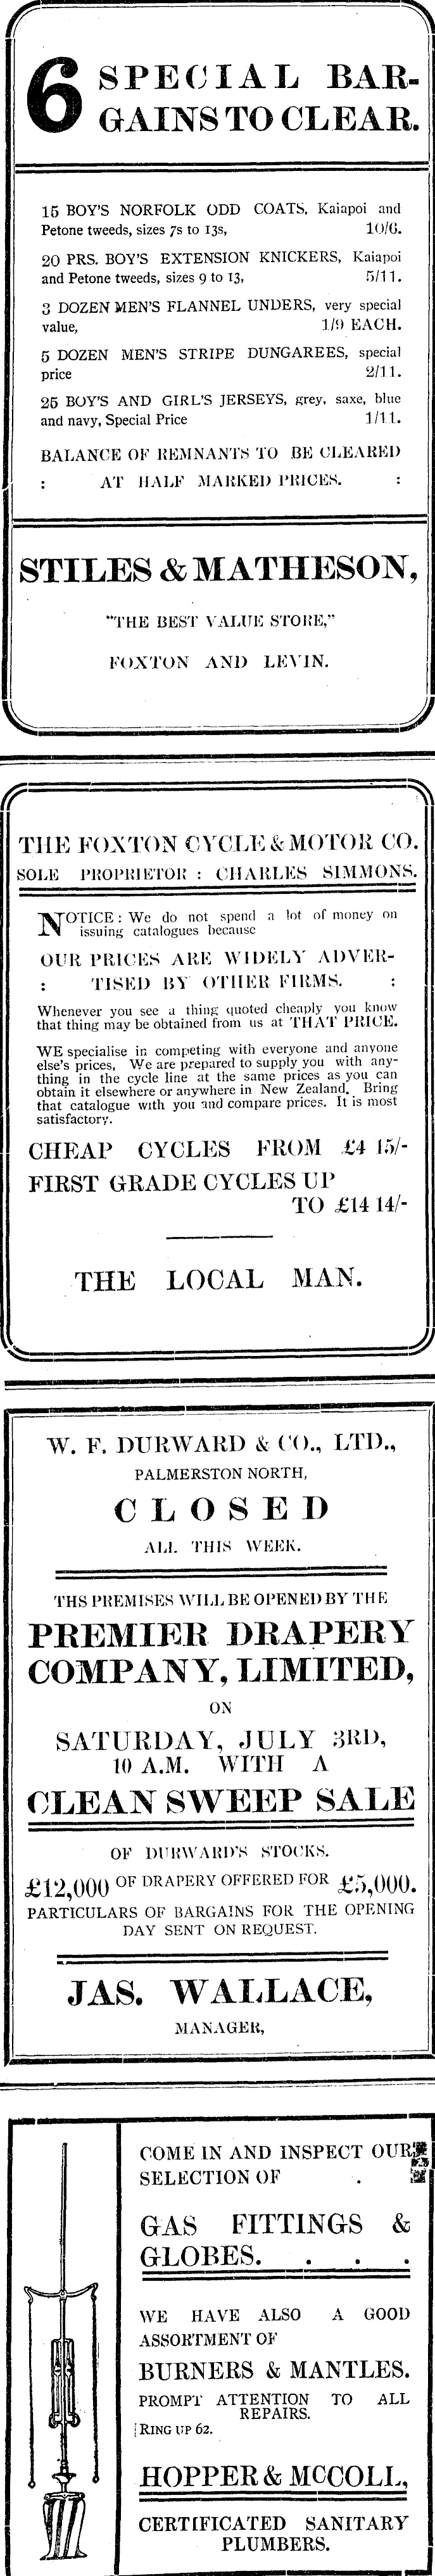 6 SPECIAL BAR-
GAINS TO CLEAR.
15 BOY'S NORFOLK ODD COATS, Kaiapoi and
Petone tweeds, sizes 7s to 13s, 10/6.
20 PRS. BOY'S EXTENSION KNICKERS, Kaiapoi
and Petone tweeds, sizes 9 to 13, 5/11.
3 DOZEN MEN'S FLANNEL UNDERS, very special
value, 1/9 EACH.
5 DOZEN MEN'S STRIPE DUNGAREES, special
price 2/11.
25 BOY'S AND GIRL'S JERSEYS, grey, saxe, blue
and navy, Special Price 1/11.
BALANCE OF REMNANTS TO BE CLEARED
: AT HALF MARKED PRICES. :
STILES & MATHESON,
"THE BEST VALUE STORE,"
FOXTON AND LEVIN.
THE FOXTON CYCLE & MOTOR CO.
SOLE PROPRIETOR : CHARLES SIMMONS.
NOTICE : We do not spend a lot of money on
issuing catalogues because
OUR PRICES ARE WIDELY ADVER-
: TISED BY OTHER FIRMS. :
Whenever you see a thing quoted cheaply you know
that thing may be obtained from us at THAT PRICE.
WE specialise in competing with everyone and anyone
else's prices, We are prepared to supply you with any-
thing in the cycle line at the same prices as you can
obtain it elsewhere or anywhere in New Zealand. Bring
that catalogue with you and compare prices. It is most
satisfactory.
CHEAP CYCLES FROM £4 15/-
FIRST GRADE CYCLES UP
TO £14 14/-
THE LOCAL MAN.
W. F. DURWARD & CO., LTD.,
PALMERSTON NORTH,
CLOSED
ALL THIS WEEK.
THS PREMISES WILL BE OPENED BY THE
PREMIER DRAPERY
COMPANY, LIMITED,
ON
SATURDAY, JULY 3RD,
10 A.M. WITH A
CLEAN SWEEP SALE
OF DURWARD'S STOCKS.
£12,000 OF DRAPERY OFFERED FOR £5,000.
PARTICULARS OF BARGAINS FOR THE OPENING
DAY SENT ON REQUEST.
JAS. WALLACE,
MANAGER,
COME IN AND INSPECT OUR
SELECTION OF .
GAS FITTINGS &
GLOBES. . . .
WE HAVE ALSO A GOOD
ASSORTMENT OF
BURNERS & MANTLES.
PROMPT ATTENTION TO ALL
REPAIRS.
RING UP 62.
HOPPER & MCCOLL,
CERTIFICATED SANITARY
PLUMBERS.